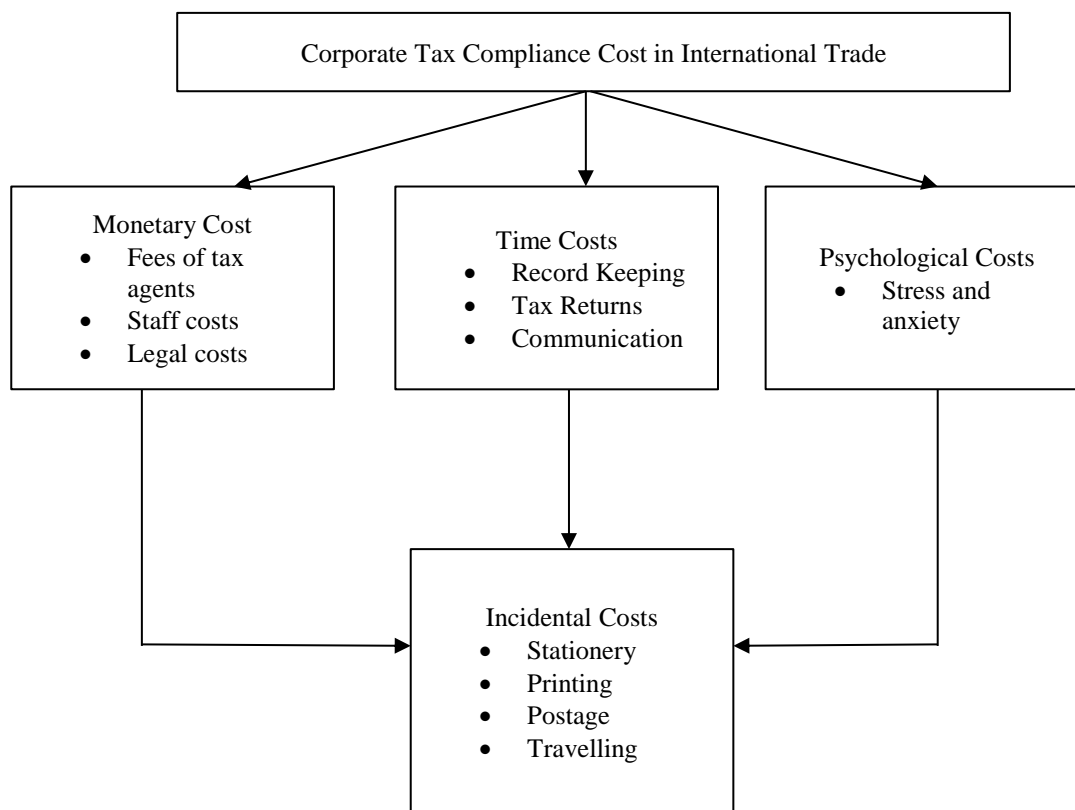 Corporate Tax Compliance Cost in International Trade
Monetary Cost
• Fees of tax
agents
• Staff costs
• Legal costs
Time Costs
• Record Keeping
• Tax Returns
• Communication
Psychological Costs
• Stress and
anxiety
Incidental Costs
• Stationery
• Printing
• Postage
• Travelling